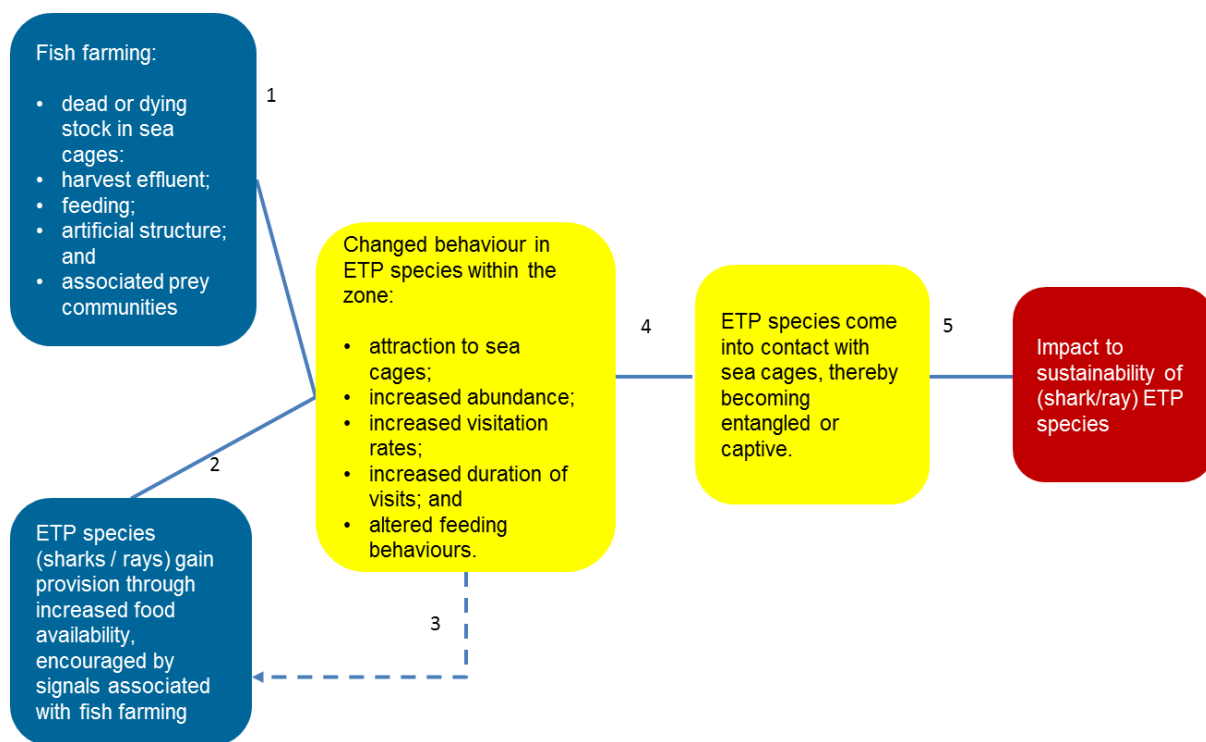 Fish farming:
• dead or dying
stock in sea
cages:
• harvest effluent;
• feeding;
• artificial structure;
and
• associated prey
communities
1
2
ETP species
(sharks / rays) gain
provision through
increased food
availability,
encouraged by
signals associated
with fish farming
Changed behaviour in
ETP species within the
zone:
• attraction to sea
cages;
• increased abundance;
• increased visitation
rates;
• increased duration of
visits; and
• altered feeding
behaviours.
3
4
ETP species come
into contact with
sea cages, thereby
becoming
entangled or
captive.
5
Impact to
sustainability of
(shark/ray) ETP
species